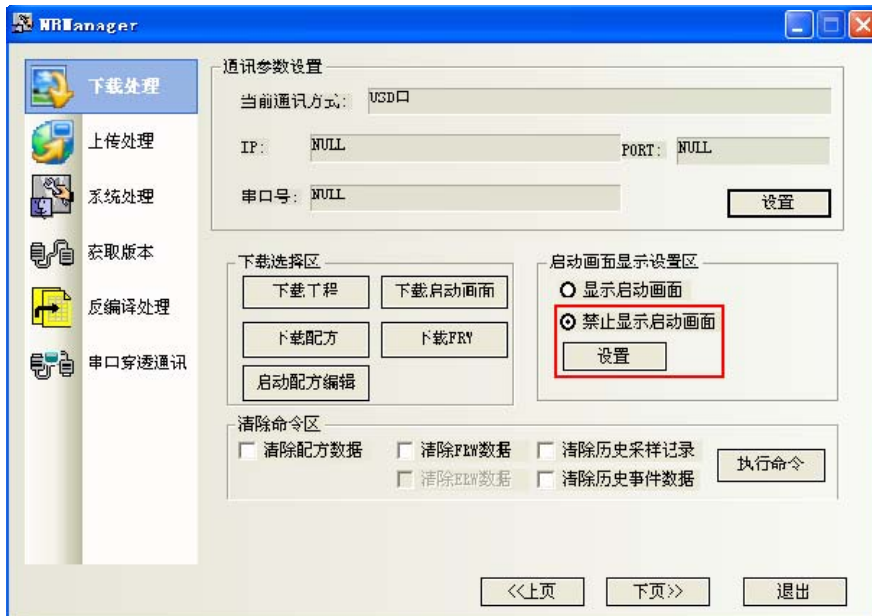 NRManager
下载处理
上传处理
系统处理
获取版本
反编译处理
串口穿透通讯
通讯参数设置
当前通讯方式： USD口
IP： NULL PORT： NULL
串口号： NULL
设置
下载选择区
下载工程 下载启动画面
下载配方 下载FRW
启动配方编辑
启动画面显示设置区
显示启动画面
禁止显示启动画面
设置
清除命令区
清除配方数据 清除FRW数据 清除历史采样记录
清除ERW数据 清除历史事件数据
执行命令
<<上页 下页>> 退出